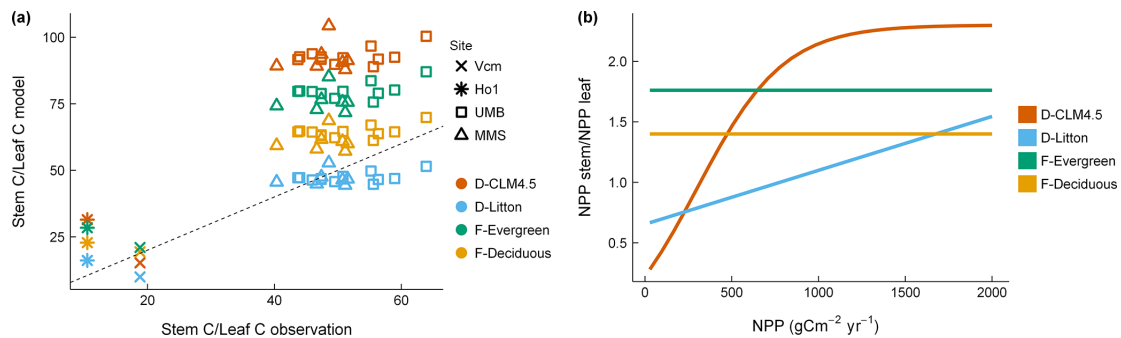 (a)
100
75
50
25
20
40
60
Stem C/Leaf C model
Stem C/Leaf C observation
Site
Vcm
Ho1
UMB
MMS
D-CLM4.5
D-Litton
F-Evergreen
F-Deciduous
(b)
2.0
1.5
1.0
0.5
0
500
1000
1500
2000
NPP stem/NPP leaf
NPP (gCm⁻² yr⁻¹)
D-CLM4.5
D-Litton
F-Evergreen
F-Deciduous